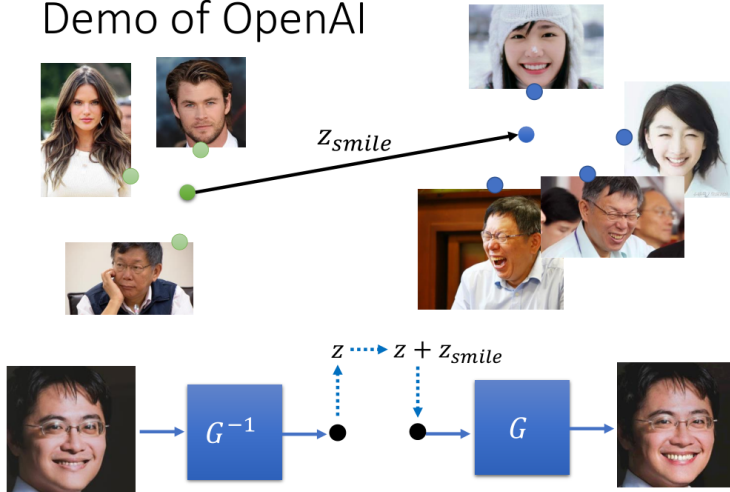 Demo of OpenAI
z_smile
z
z + z_smile
G⁻¹
G